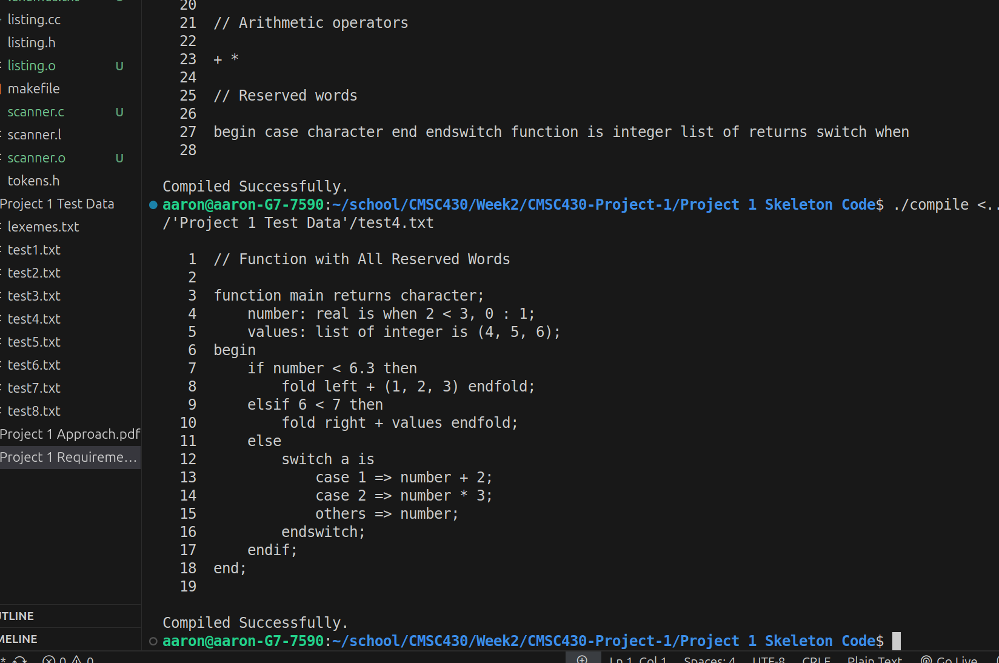 listing.cc
listing.h
listing.o U
makefile
scanner.c U
scanner.l
scanner.o U
tokens.h
Project 1 Test Data
lexemes.txt
test1.txt
test2.txt
test3.txt
test4.txt
test5.txt
test6.txt
test7.txt
test8.txt
Project 1 Approach.pdf
Project 1 Requireme...
UTLINE
MELINE
20
21 // Arithmetic operators
22
23 + *
24
25 // Reserved words
26
27 begin case character end endswitch function is integer list of returns switch when
28
Compiled Successfully.
aaron@aaron-G7-7590:~/school/CMSC430/Week2/CMSC430-Project-1/Project 1 Skeleton Code$ ./compile <..
/'Project 1 Test Data'/test4.txt
1 // Function with All Reserved Words
2
3 function main returns character;
4     number: real is when 2 < 3, 0 : 1;
5     values: list of integer is (4, 5, 6);
6 begin
7     if number < 6.3 then
8         fold left + (1, 2, 3) endfold;
9     elsif 6 < 7 then
10         fold right + values endfold;
11     else
12         switch a is
13             case 1 => number + 2;
14             case 2 => number * 3;
15             others => number;
16         endswitch;
17     endif;
18 end;
19
Compiled Successfully.
aaron@aaron-G7-7590:~/school/CMSC430/Week2/CMSC430-Project-1/Project 1 Skeleton Code$
* 0 0 Ln 1, Col 1 Spaces: 4 UTF-8 CRLF Plain Text Go Live